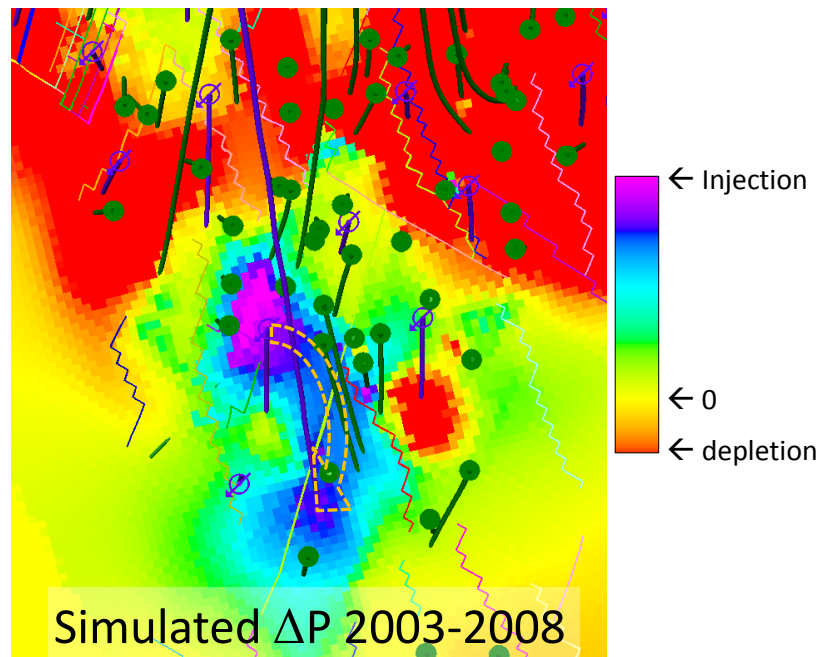 ← Injection
← 0
← depletion
Simulated ΔP 2003-2008